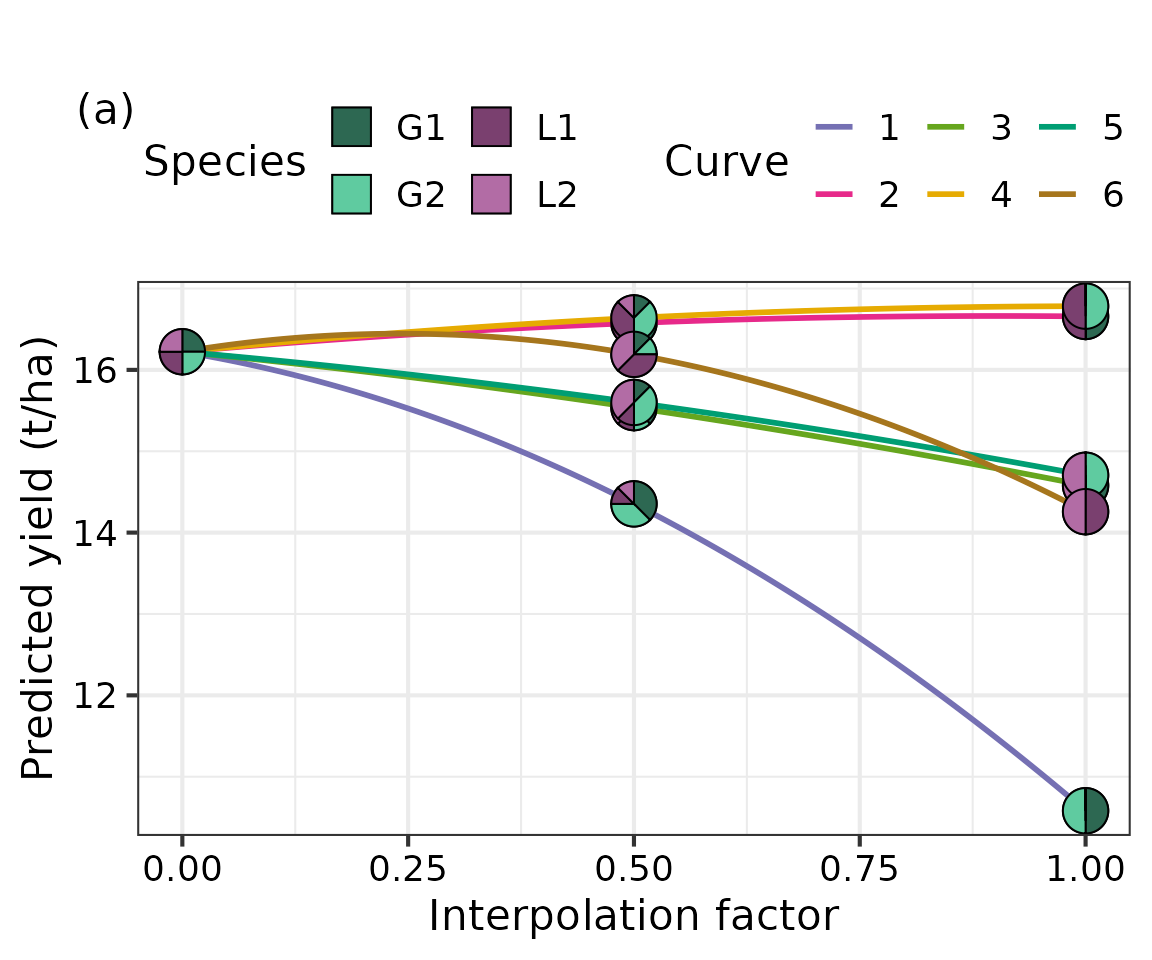 (a)
Species
G1
L1
G2
L2
Curve
1
3
5
2
4
6
Predicted yield (t/ha)
16
14
12
0.00
0.25
0.50
0.75
1.00
Interpolation factor